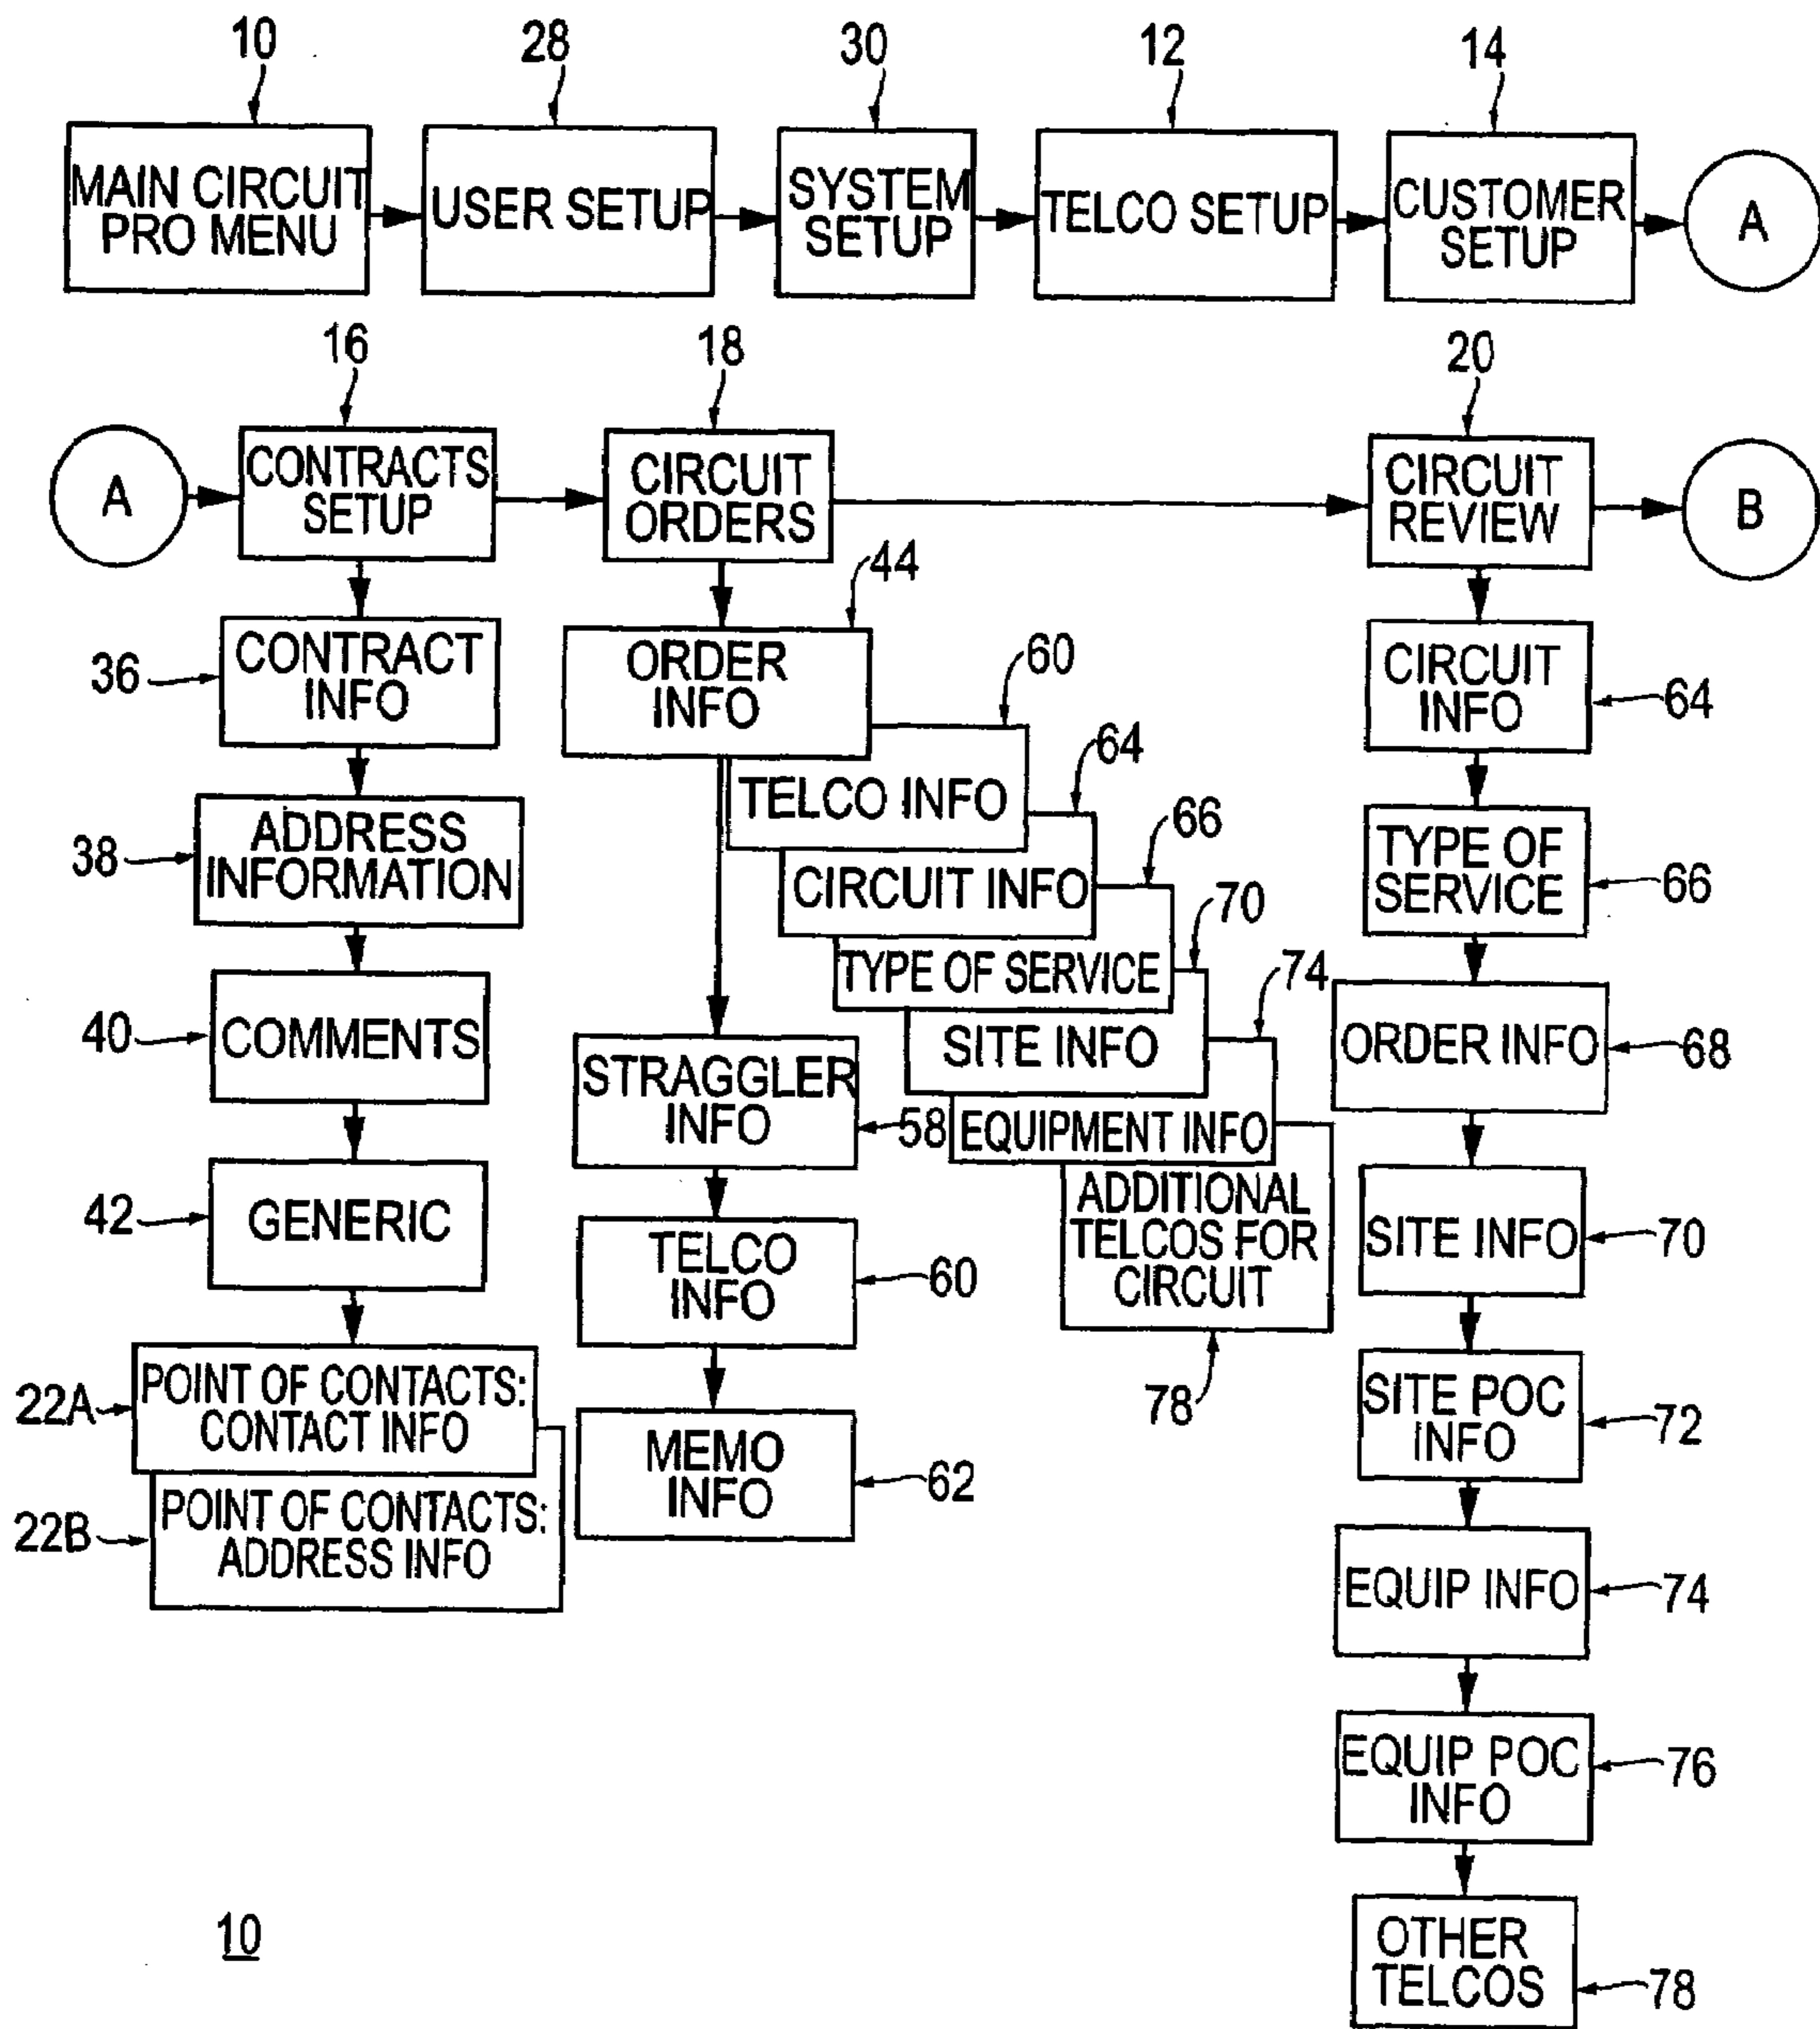 10
28
30
12
14
MAIN CIRCUIT
PRO MENU
USER SETUP
SYSTEM
SETUP
TELCO SETUP
CUSTOMER
SETUP
A
16
18
20
A
CONTRACTS
SETUP
CIRCUIT
ORDERS
CIRCUIT
REVIEW
B
36
CONTRACT
INFO
38
ADDRESS
INFORMATION
40
COMMENTS
42
GENERIC
22A
POINT OF CONTACTS:
CONTACT INFO
22B
POINT OF CONTACTS:
ADDRESS INFO
44
ORDER
INFO
60
TELCO INFO
64
CIRCUIT INFO
66
TYPE OF SERVICE
70
SITE INFO
74
EQUIPMENT INFO
ADDITIONAL
TELCOS FOR
CIRCUIT
78
STRAGGLER
INFO
58
TELCO
INFO
60
MEMO
INFO
62
CIRCUIT
INFO
64
TYPE OF
SERVICE
66
ORDER INFO
68
SITE INFO
70
SITE POC
INFO
72
EQUIP INFO
74
EQUIP POC
INFO
76
OTHER
TELCOS
78
10